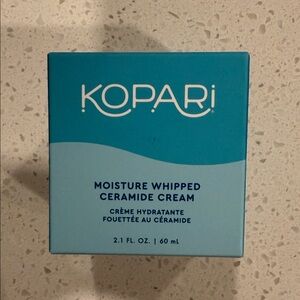 KOPARi
MOISTURE WHIPPED
CERAMIDE CREAM
CRÈME HYDRATANTE
FOUETTÉE AU CÉRAMIDE
2.1 FL. OZ. | 60 mL